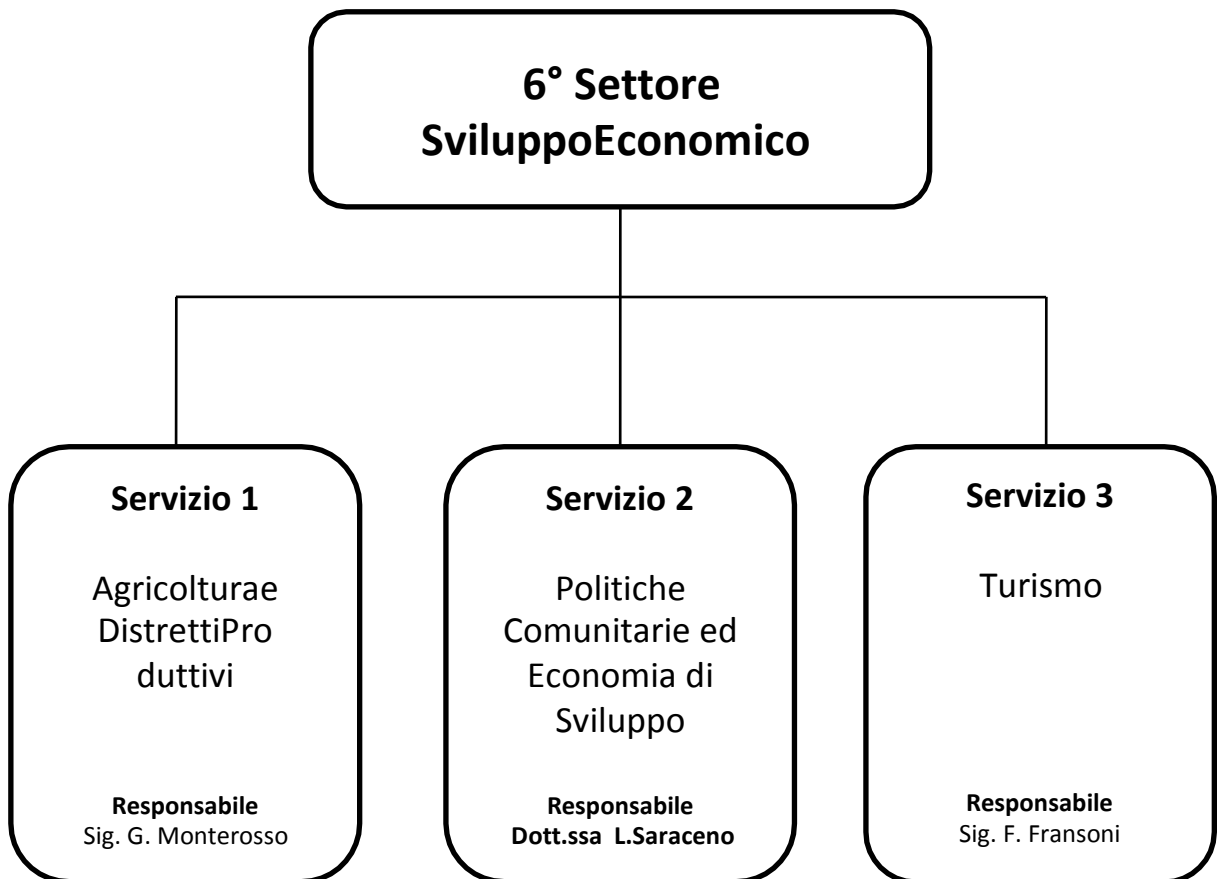 6° Settore
SviluppoEconomico
Servizio 1
Agricolturae
DistrettiPro
duttivi
Responsabile
Sig. G. Monterosso
Servizio 2
Politiche
Comunitarie ed
Economia di
Sviluppo
Responsabile
Dott.ssa L.Saraceno
Servizio 3
Turismo
Responsabile
Sig. F. Fransoni